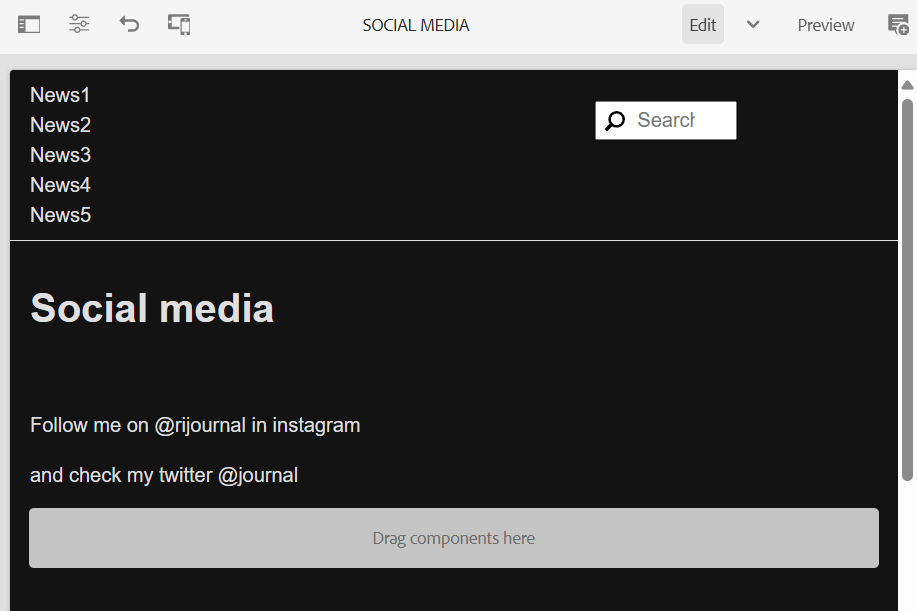 SOCIAL MEDIA
Edit
Preview
News1
Search
News2
News3
News4
News5
Social media
Follow me on @rijournal in instagram
and check my twitter @journal
Drag components here